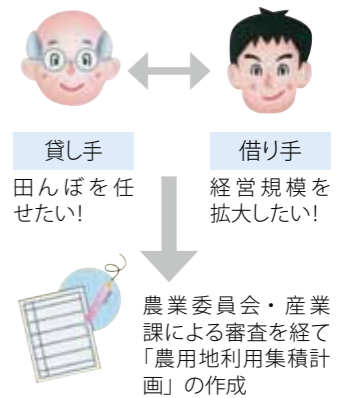 貸し手
借り手
田んぼを任
せたい!
経営規模を
拡大したい!
農業委員会・産業
課による審査を経て
「農用地利用集積計
画」の作成